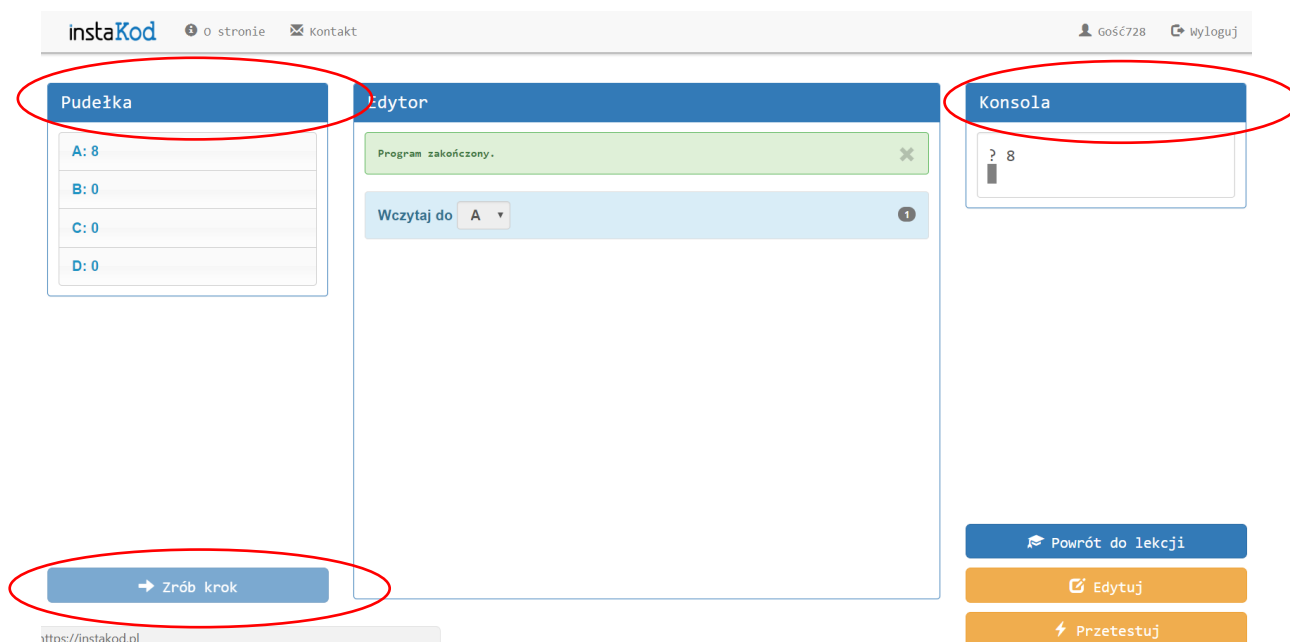 instaKod O stronie Kontakt Gość728 Wyloguj
Pudełka
A: 8
B: 0
C: 0
D: 0
Zrób krok
Edytor
Program zakończony.
Wczytaj do A 1
Konsola
? 8
Powrót do lekcji
Edytuj
Przetestuj
https://instakod.pl